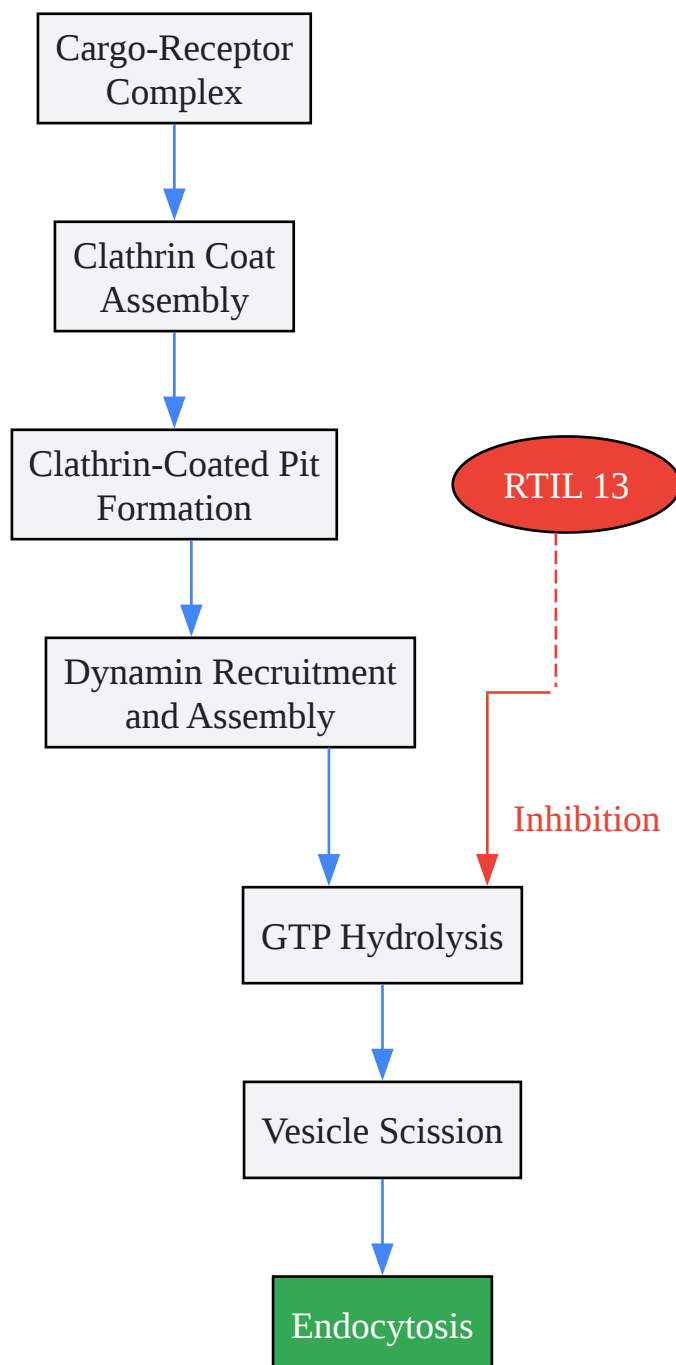 Cargo-Receptor
Complex
Clathrin Coat
Assembly
Clathrin-Coated Pit
Formation
RTIL 13
Dynamin Recruitment
and Assembly
Inhibition
GTP Hydrolysis
Vesicle Scission
Endocytosis